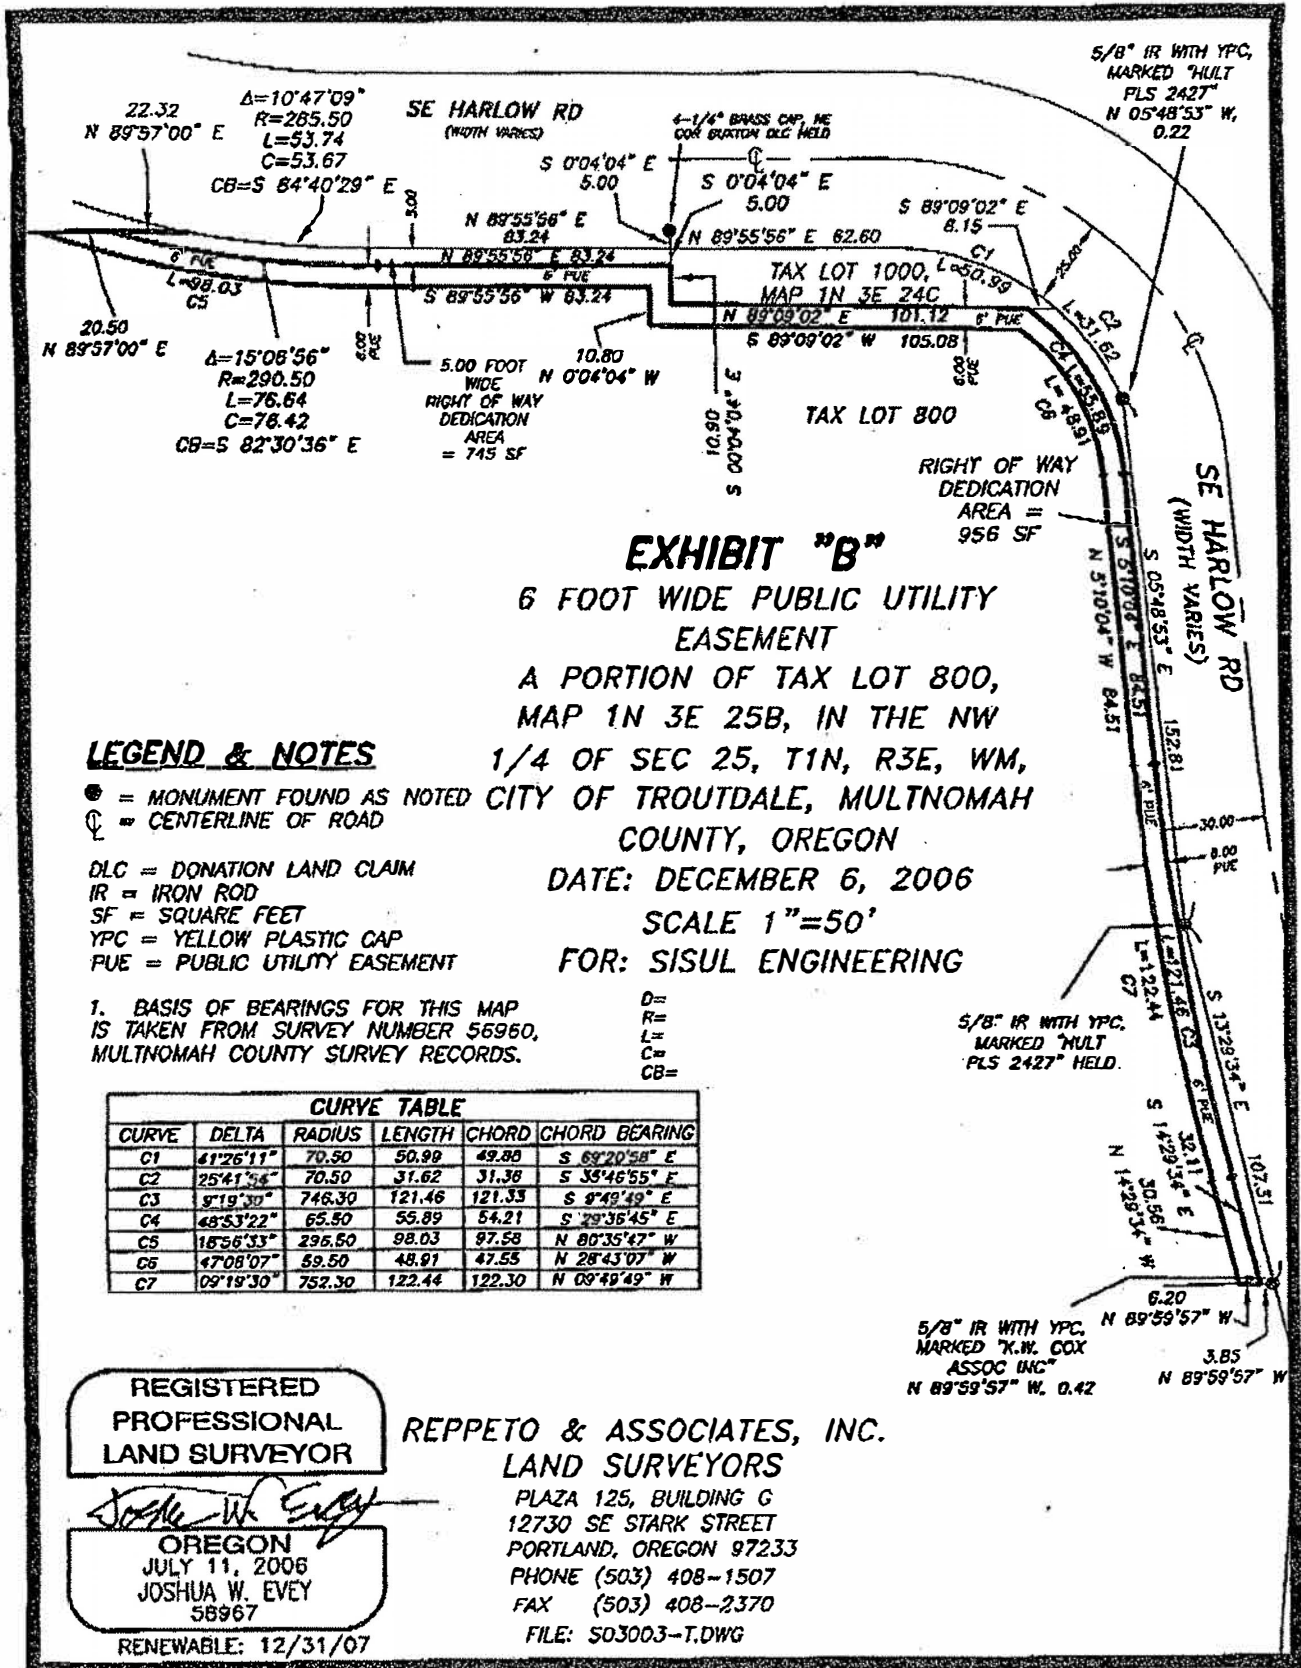 22.32
N 89°57'00" E
Δ=10°47'09"
R=285.50
L=53.74
C=53.67
CB=S 84°40'29" E
SE HARLOW RD
(WIDTH VARIES)
4-1/4" BRASS CAP, NE
COR BUXTON DLC HELD
5/8" IR WITH YPC,
MARKED "HULT
PLS 2427"
N 05°48'53" W,
0.22
S 0°04'04" E
5.00
S 0°04'04" E
5.00
S 89°09'02" E
8.15
5.00
N 89°55'56" E
83.24
N 89°55'56" E 62.60
C1
L=50.99
25.00
C2
L=31.62
6' PUE
L=98.03
C5
N 89°55'56" E 83.24
6' PUE
S 89°55'56" W 83.24
TAX LOT 1000,
MAP 1N 3E 24C
N 89°09'02" E 101.12
6' PUE
S 89°09'02" W 105.08
20.50
N 89°57'00" E
Δ=15°06'56"
R=290.50
L=76.64
C=76.42
CB=S 82°30'36" E
6.00
PUE
5.00 FOOT
WIDE
RIGHT OF WAY
DEDICATION
AREA
= 745 SF
10.80
N 0°04'04" W
S 00°04'04" E
10.90
6.00
PUE
C4 L=55.89
L= 48.91
C6
TAX LOT 800
RIGHT OF WAY
DEDICATION
AREA =
956 SF
SE HARLOW RD
(WIDTH VARIES)
S 05°48'53" E 152.81
S 5°10'04" E 84.51
N 5°10'04" W 84.51
6' PUE
30.00
PUE
EXHIBIT "B"
6 FOOT WIDE PUBLIC UTILITY
EASEMENT
A PORTION OF TAX LOT 800,
MAP 1N 3E 25B, IN THE NW
1/4 OF SEC 25, T1N, R3E, WM,
CITY OF TROUTDALE, MULTNOMAH
COUNTY, OREGON
DATE: DECEMBER 6, 2006
SCALE 1"=50'
FOR: SISUL ENGINEERING
LEGEND & NOTES
= MONUMENT FOUND AS NOTED
℄ = CENTERLINE OF ROAD
DLC = DONATION LAND CLAIM
IR = IRON ROD
SF = SQUARE FEET
YPC = YELLOW PLASTIC CAP
PUE = PUBLIC UTILITY EASEMENT
1. BASIS OF BEARINGS FOR THIS MAP
IS TAKEN FROM SURVEY NUMBER 56960,
MULTNOMAH COUNTY SURVEY RECORDS.
D=
R=
L=
C=
CB=
L=121.46 C3
L=122.44
C7
6' PUE
S 13°29'34" E 107.31
5/8" IR WITH YPC,
MARKED "HULT
PLS 2427" HELD.
32.11
S 14°29'34" E
30.56
N 14°29'34" W
6.20
N 89°59'57" W
3.85
N 89°59'57" W
5/8" IR WITH YPC,
MARKED "K.W. COX
ASSOC INC"
N 89°59'57" W. 0.42
CURVE TABLE
CURVE DELTA RADIUS LENGTH CHORD CHORD BEARING
C1 41°26'11" 70.50 50.99 49.88 S 69°20'58" E
C2 25°41'54" 70.50 31.62 31.36 S 35°46'55" E
C3 9°19'30" 746.30 121.46 121.33 S 9°49'49" E
C4 48°53'22" 65.50 55.89 54.21 S 29°36'45" E
C5 18°56'33" 296.50 98.03 97.58 N 80°35'47" W
C6 47°08'07" 59.50 48.91 47.55 N 28°43'07" W
C7 09°19'30" 752.30 122.44 122.30 N 09°49'49" W
REGISTERED
PROFESSIONAL
LAND SURVEYOR
Joshua W. Evey
OREGON
JULY 11, 2006
JOSHUA W. EVEY
58967
RENEWABLE: 12/31/07
REPPETO & ASSOCIATES, INC.
LAND SURVEYORS
PLAZA 125, BUILDING G
12730 SE STARK STREET
PORTLAND, OREGON 97233
PHONE (503) 408-1507
FAX (503) 408-2370
FILE: S03003-T.DWG